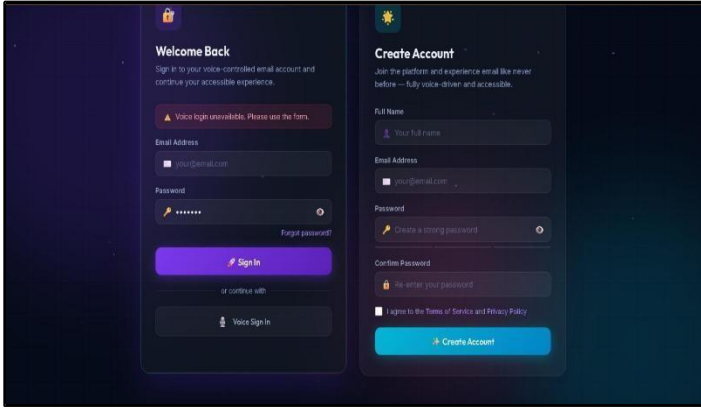 Welcome Back
Sign in to your voice-controlled email account and
continue your accessible experience.
Voice login unavailable. Please use the form.
Email Address
your@email.com
Password
•••••••
Forgot password?
Sign In
or continue with
Voice Sign In
Create Account
Join the platform and experience email like never
before — fully voice-driven and accessible.
Full Name
Your full name
Email Address
your@email.com
Password
Create a strong password
Confirm Password
Re-enter your password
I agree to the Terms of Service and Privacy Policy
Create Account